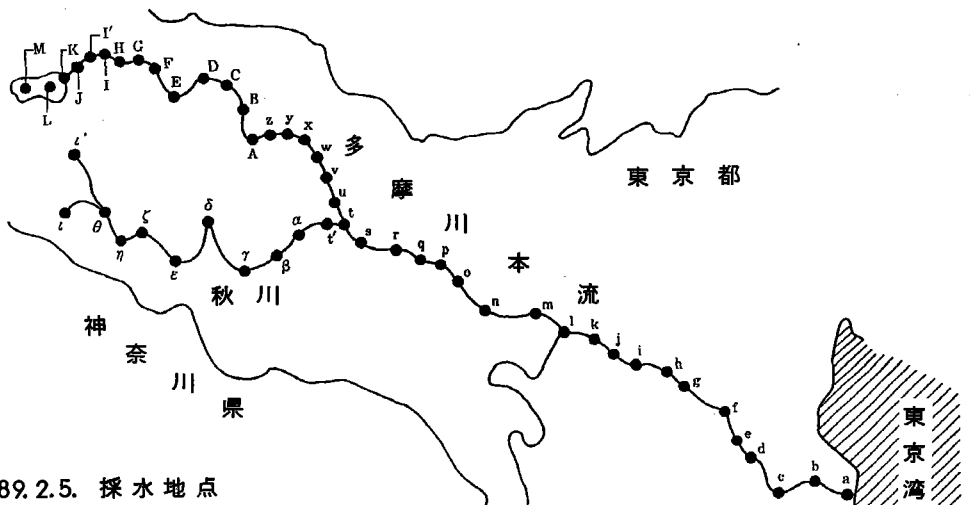 M
K
I'
H
G
F
D
C
J
I
E
L
B
A
z
y
x
w
v
u
t
t'
s
r
q
p
o
n
m
l
k
j
i
h
g
f
e
d
c
b
a
ι'
ι
θ
η
ζ
ε
δ
γ
β
α
多摩川本流
秋川
東京都
神奈川県
東京湾
89.2.5. 採水地点